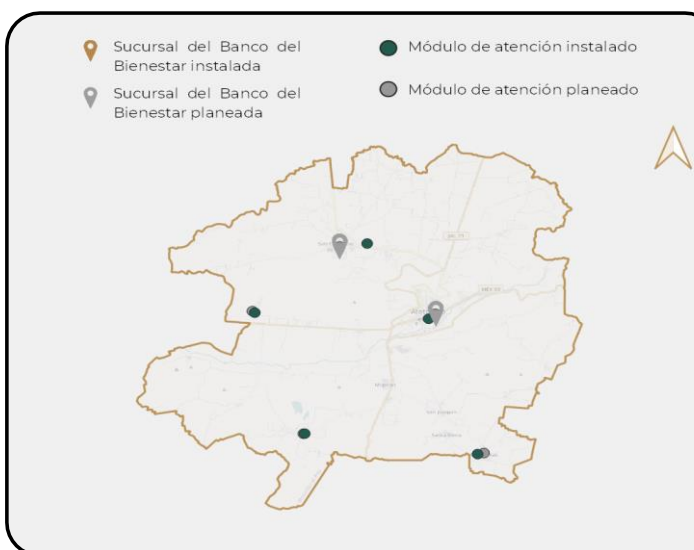 Sucursal del Banco del
Bienestar instalada
Sucursal del Banco del
Bienestar planeada
Módulo de atención instalado
Módulo de atención planeado